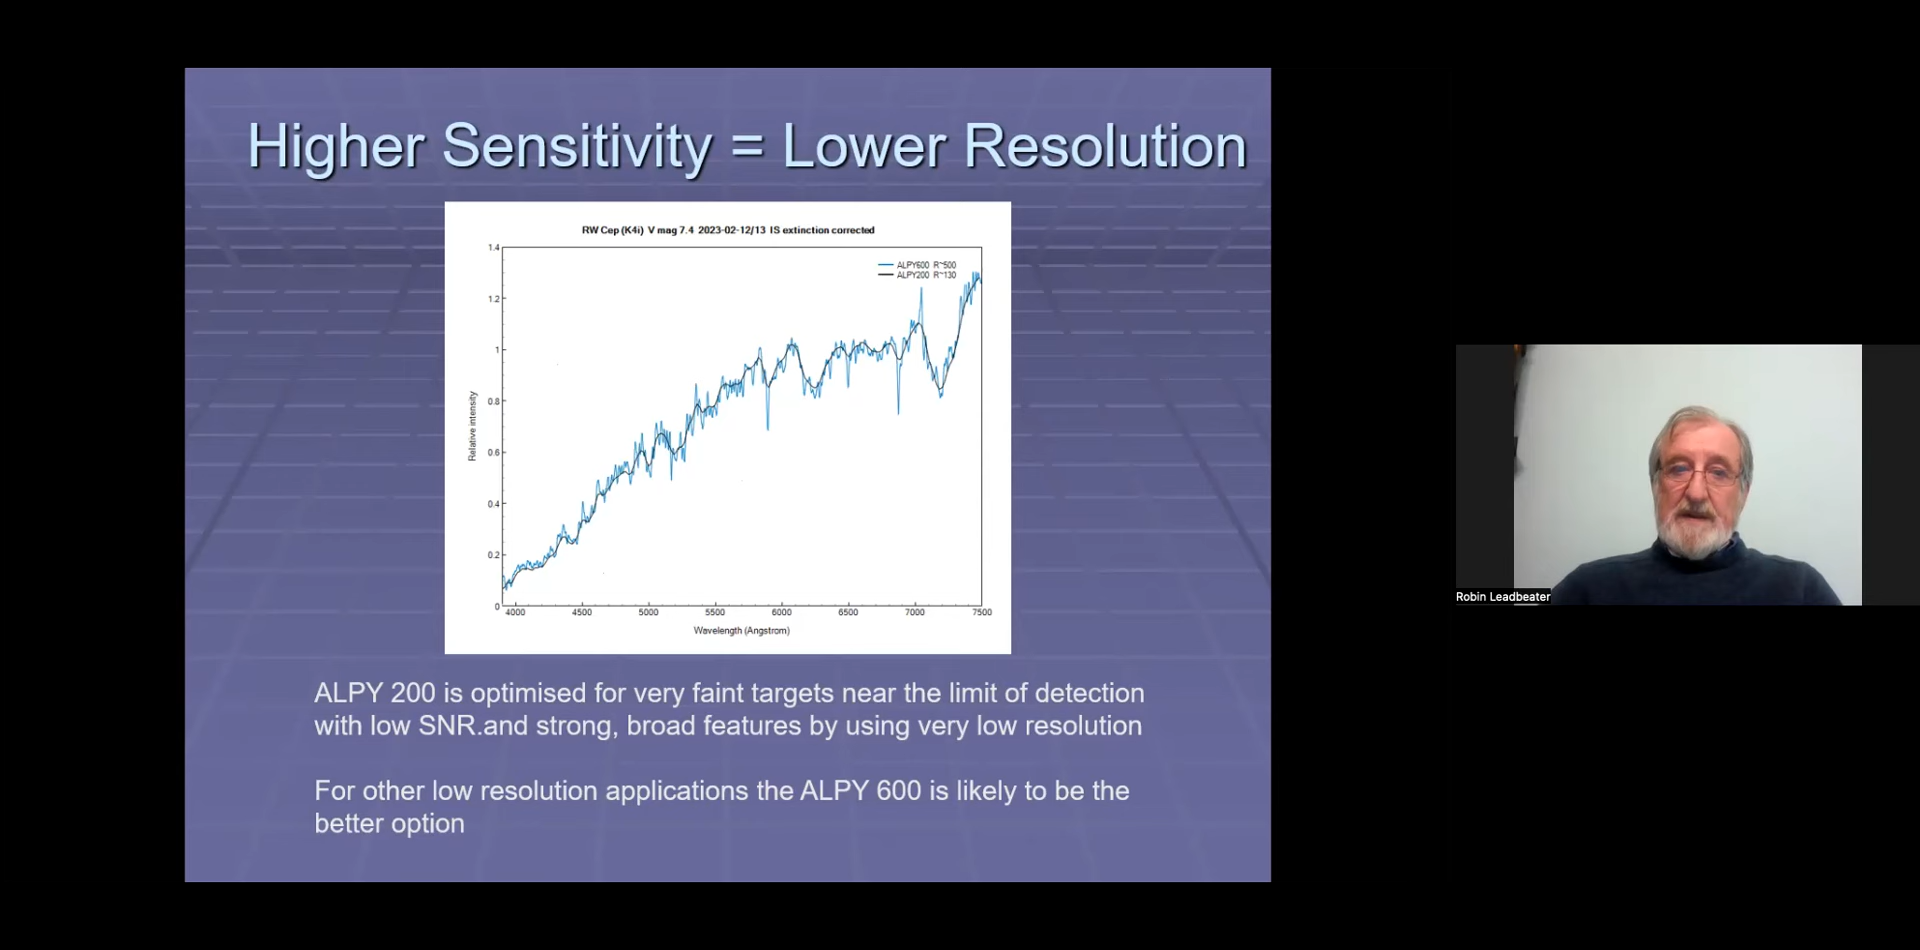 Higher Sensitivity = Lower Resolution
RW Cep (K4i) V mag 7.4 2023-02-12/13 IS extinction corrected
ALPY600 R~500
ALPY200 R~130
1.4
1.2
1
0.8
0.6
0.4
0.2
0
Relative intensity
4000 4500 5000 5500 6000 6500 7000 7500
Wavelength (Angstrom)
ALPY 200 is optimised for very faint targets near the limit of detection
with low SNR.and strong, broad features by using very low resolution
For other low resolution applications the ALPY 600 is likely to be the
better option
Robin Leadbeater